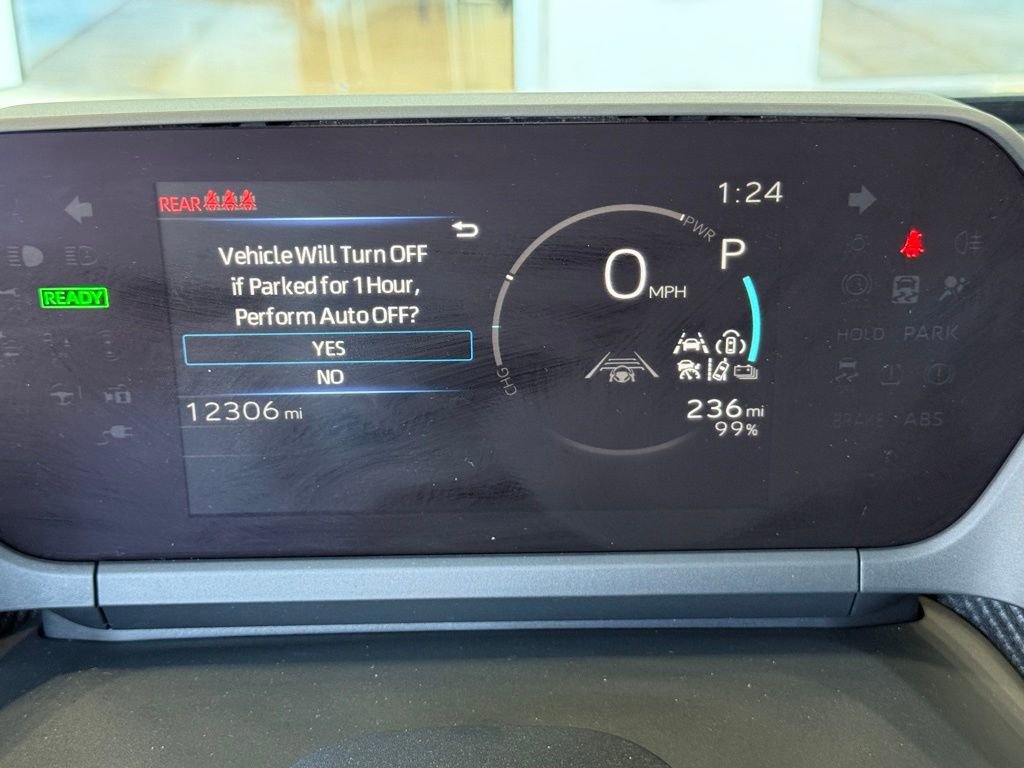 REAR
1:24
Vehicle Will Turn OFF
if Parked for 1 Hour,
Perform Auto OFF?
YES
NO
12306 mi
READY
PWR
P
0 MPH
CHG
236 mi
99%
HOLD PARK
BRAKE ABS